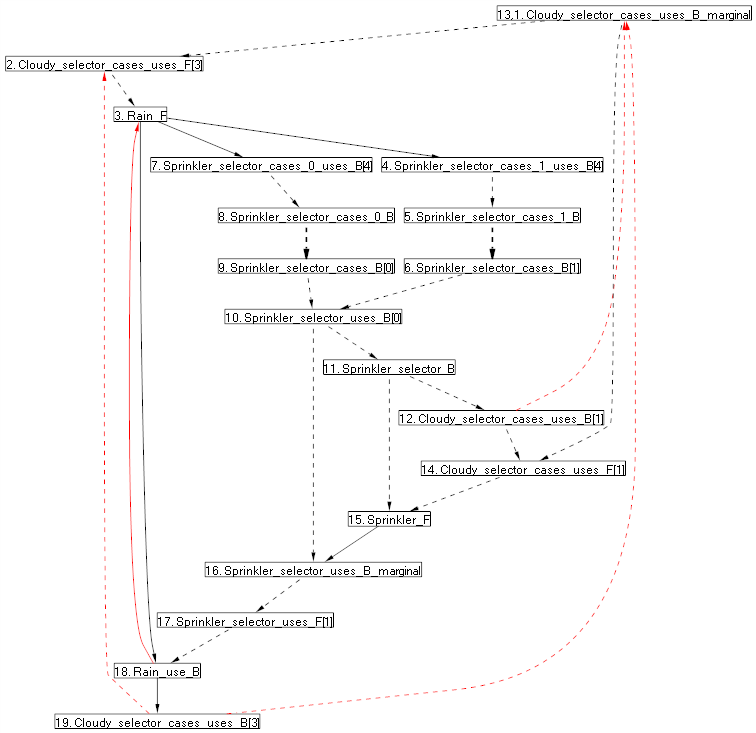 13,1. Cloudy_selector_cases_uses_B_marginal
2. Cloudy_selector_cases_uses_F[3]
3. Rain_F
7. Sprinkler_selector_cases_0_uses_B[4]
4. Sprinkler_selector_cases_1_uses_B[4]
8. Sprinkler_selector_cases_0_B
5. Sprinkler_selector_cases_1_B
9. Sprinkler_selector_cases_B[0]
6. Sprinkler_selector_cases_B[1]
10. Sprinkler_selector_uses_B[0]
11. Sprinkler_selector_B
12. Cloudy_selector_cases_uses_B[1]
14. Cloudy_selector_cases_uses_F[1]
15. Sprinkler_F
16. Sprinkler_selector_uses_B_marginal
17. Sprinkler_selector_uses_F[1]
18. Rain_use_B
19. Cloudy_selector_cases_uses_B[3]